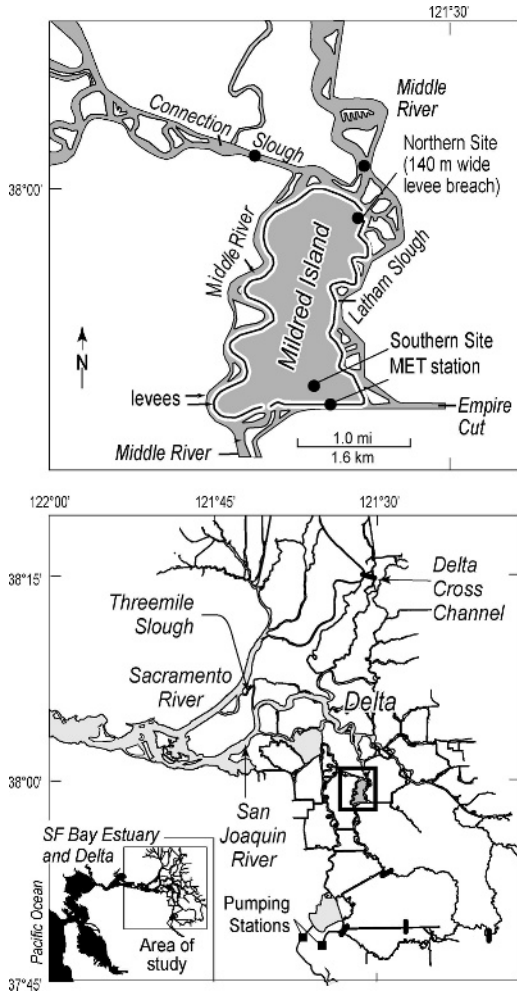 121°30'
Middle
River
Connection
Slough
Northern Site
(140 m wide
levee breach)
38°00'
Middle River
Mildred Island
Latham Slough
N
Southern Site
MET station
levees
Empire
Cut
Middle River
1.0 mi
1.6 km
122°00'
121°45'
121°30'
38°15'
Delta
Cross
Channel
Threemile
Slough
Sacramento
River
Delta
38°00'
San
Joaquin
River
SF Bay Estuary
and Delta
Pacific Ocean
Area of
study
Pumping
Stations
37°45'